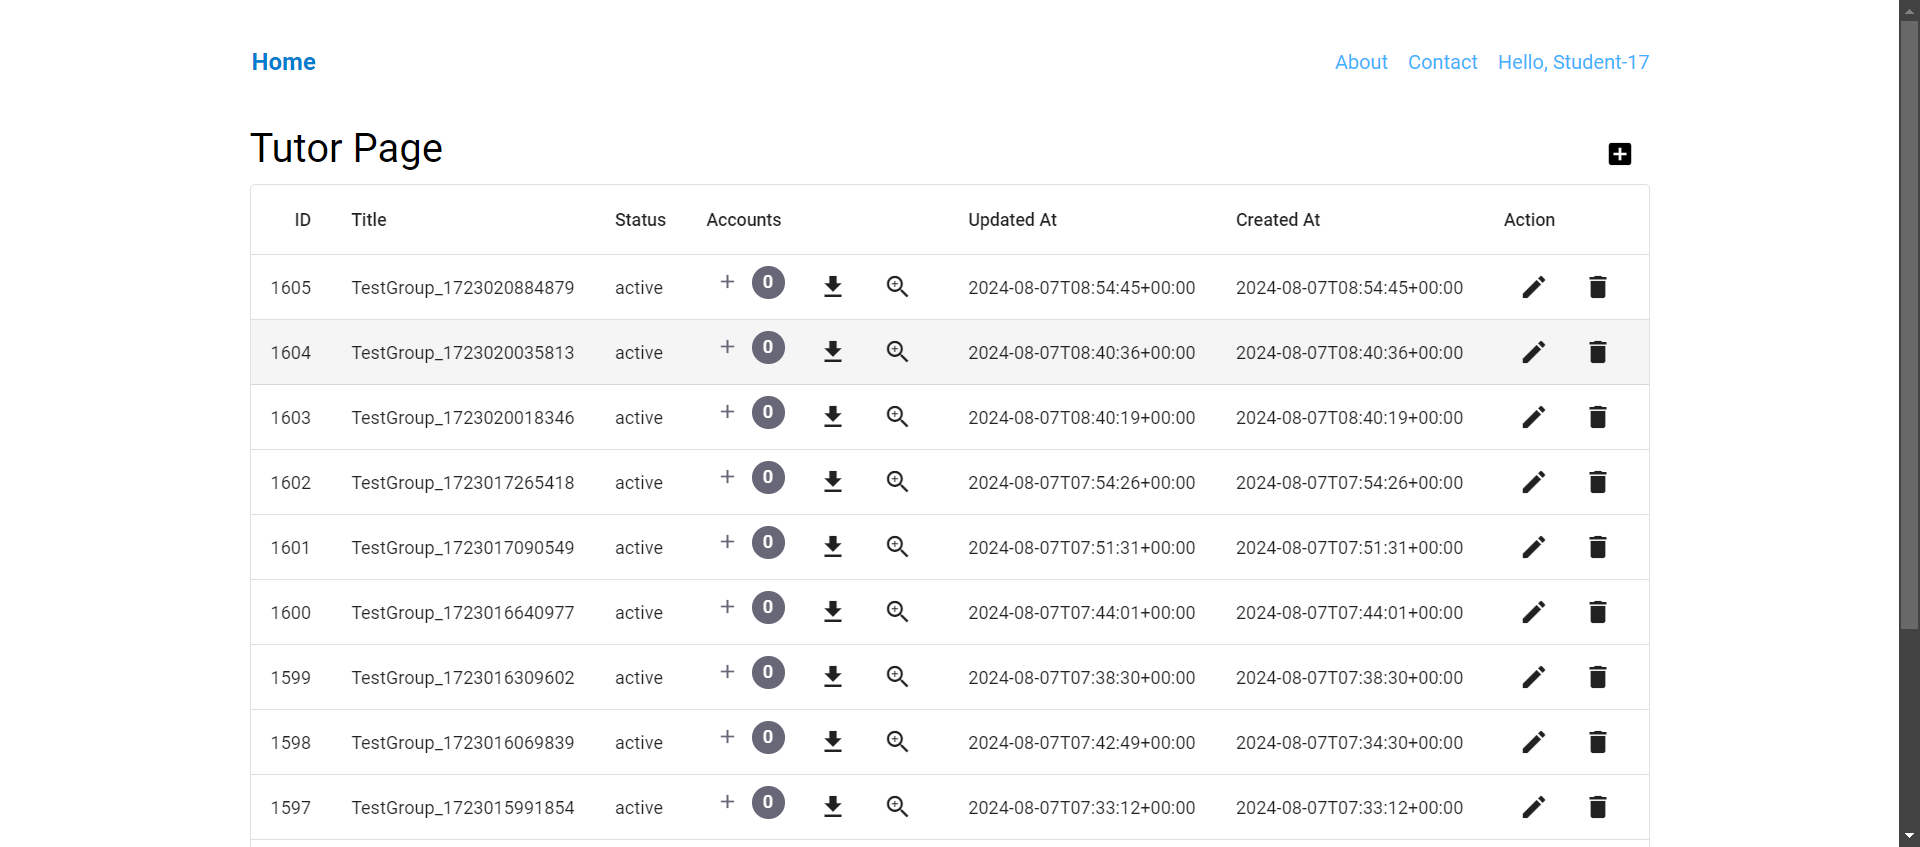 Home About Contact Hello, Student-17
Tutor Page
ID Title Status Accounts Updated At Created At Action
1605 TestGroup_1723020884879 active + 0 2024-08-07T08:54:45+00:00 2024-08-07T08:54:45+00:00
1604 TestGroup_1723020035813 active + 0 2024-08-07T08:40:36+00:00 2024-08-07T08:40:36+00:00
1603 TestGroup_1723020018346 active + 0 2024-08-07T08:40:19+00:00 2024-08-07T08:40:19+00:00
1602 TestGroup_1723017265418 active + 0 2024-08-07T07:54:26+00:00 2024-08-07T07:54:26+00:00
1601 TestGroup_1723017090549 active + 0 2024-08-07T07:51:31+00:00 2024-08-07T07:51:31+00:00
1600 TestGroup_1723016640977 active + 0 2024-08-07T07:44:01+00:00 2024-08-07T07:44:01+00:00
1599 TestGroup_1723016309602 active + 0 2024-08-07T07:38:30+00:00 2024-08-07T07:38:30+00:00
1598 TestGroup_1723016069839 active + 0 2024-08-07T07:42:49+00:00 2024-08-07T07:34:30+00:00
1597 TestGroup_1723015991854 active + 0 2024-08-07T07:33:12+00:00 2024-08-07T07:33:12+00:00